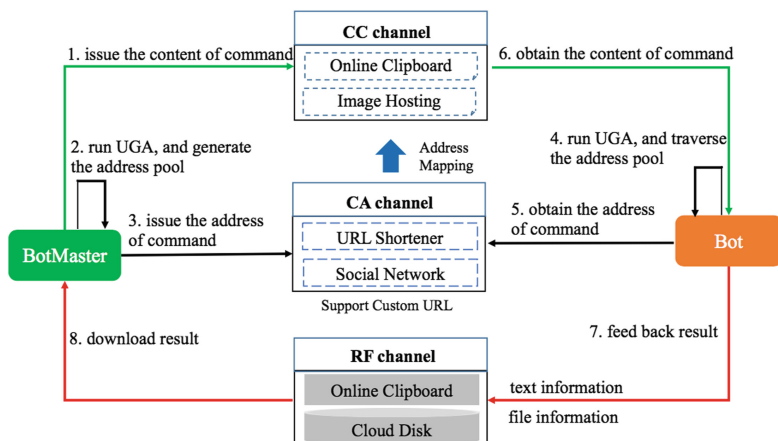 CC channel
1. issue the content of command
6. obtain the content of command
Online Clipboard
Image Hosting
2. run UGA, and generate
the address pool
4. run UGA, and traverse
the address pool
Address
Mapping
CA channel
3. issue the address
of command
5. obtain the address
of command
URL Shortener
BotMaster
Bot
Social Network
Support Custom URL
8. download result
7. feed back result
RF channel
Online Clipboard
text information
file information
Cloud Disk